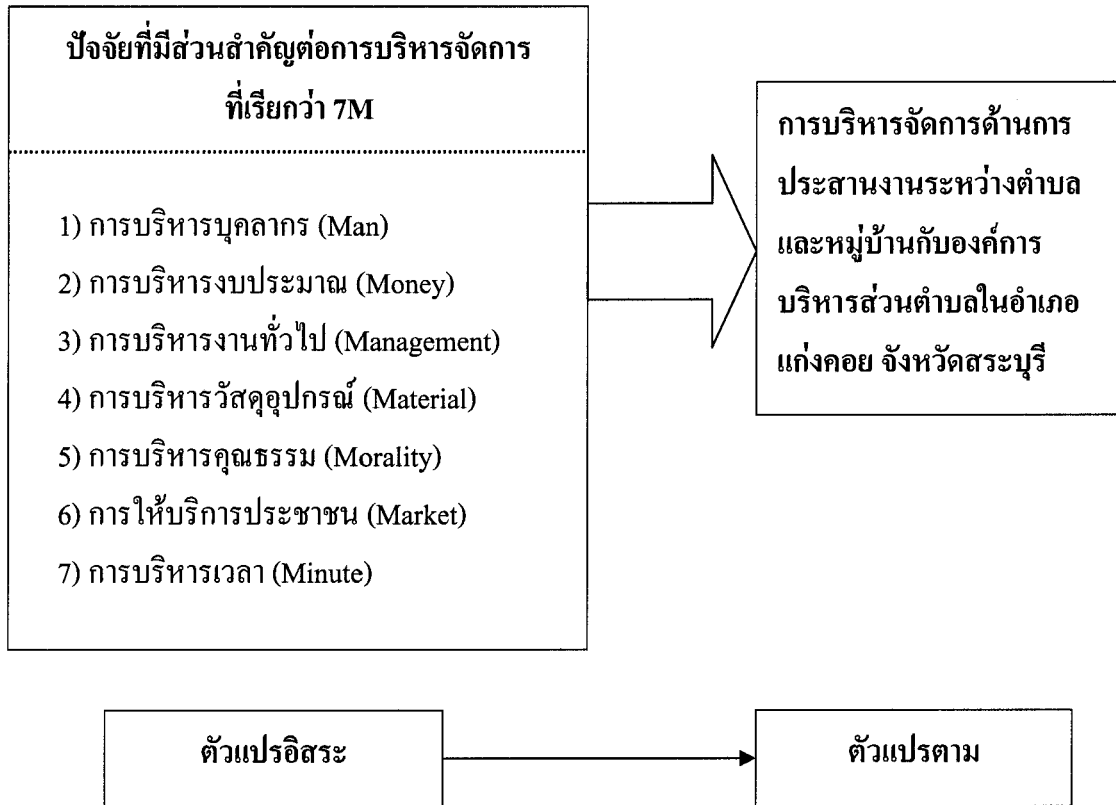 ปัจจัยที่มีส่วนสำคัญต่อการบริหารจัดการ
ที่เรียกว่า 7M
1) การบริหารบุคลากร (Man)
2) การบริหารงบประมาณ (Money)
3) การบริหารงานทั่วไป (Management)
4) การบริหารวัสดุอุปกรณ์ (Material)
5) การบริหารคุณธรรม (Morality)
6) การให้บริการประชาชน (Market)
7) การบริหารเวลา (Minute)
การบริหารจัดการด้านการ
ประสานงานระหว่างตำบล
และหมู่บ้านกับองค์การ
บริหารส่วนตำบลในอำเภอ
แก่งคอย จังหวัดสระบุรี
ตัวแปรอิสระ
ตัวแปรตาม